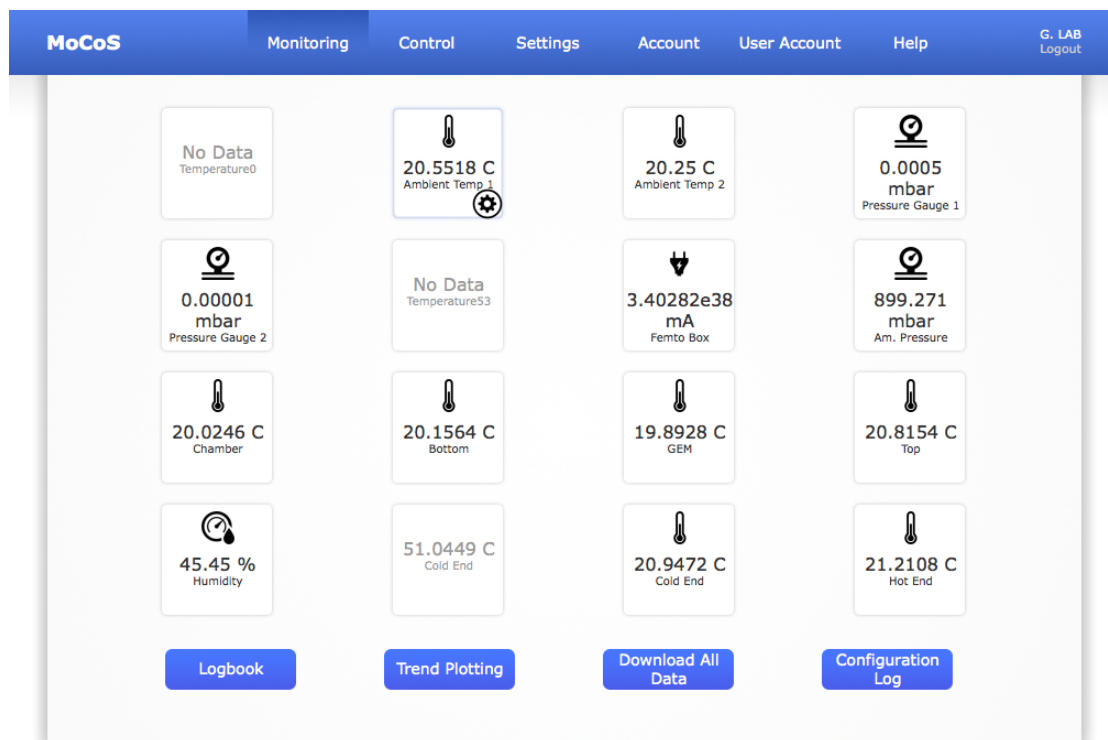 MoCoS Monitoring Control Settings Account User Account Help G. LAB
Logout
No Data
Temperature0
20.5518 C
Ambient Temp 1
20.25 C
Ambient Temp 2
0.0005
mbar
Pressure Gauge 1
0.00001
mbar
Pressure Gauge 2
No Data
Temperature53
3.40282e38
mA
Femto Box
899.271
mbar
Am. Pressure
20.0246 C
Chamber
20.1564 C
Bottom
19.8928 C
GEM
20.8154 C
Top
45.45 %
Humidity
51.0449 C
Cold End
20.9472 C
Cold End
21.2108 C
Hot End
Logbook
Trend Plotting
Download All
Data
Configuration
Log